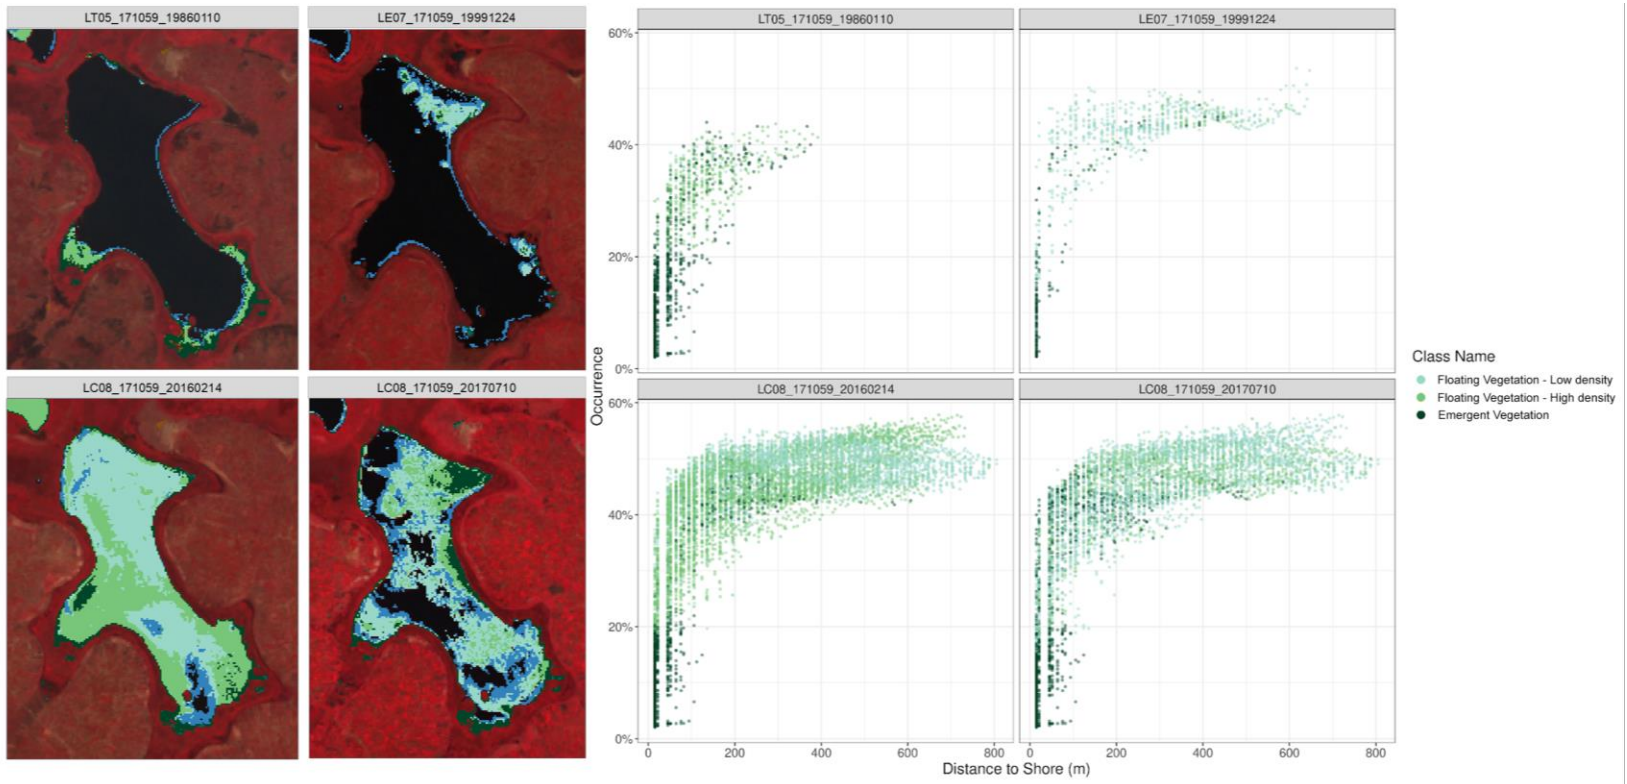 LT05_171059_19860110
LE07_171059_19991224
LC08_171059_20160214
LC08_171059_20170710
Occurrence
LT05_171059_19860110
LE07_171059_19991224
60%
40%
20%
0%
LC08_171059_20160214
LC08_171059_20170710
60%
40%
20%
0%
0 200 400 600 800 0 200 400 600 800
Distance to Shore (m)
Class Name
Floating Vegetation - Low density
Floating Vegetation - High density
Emergent Vegetation